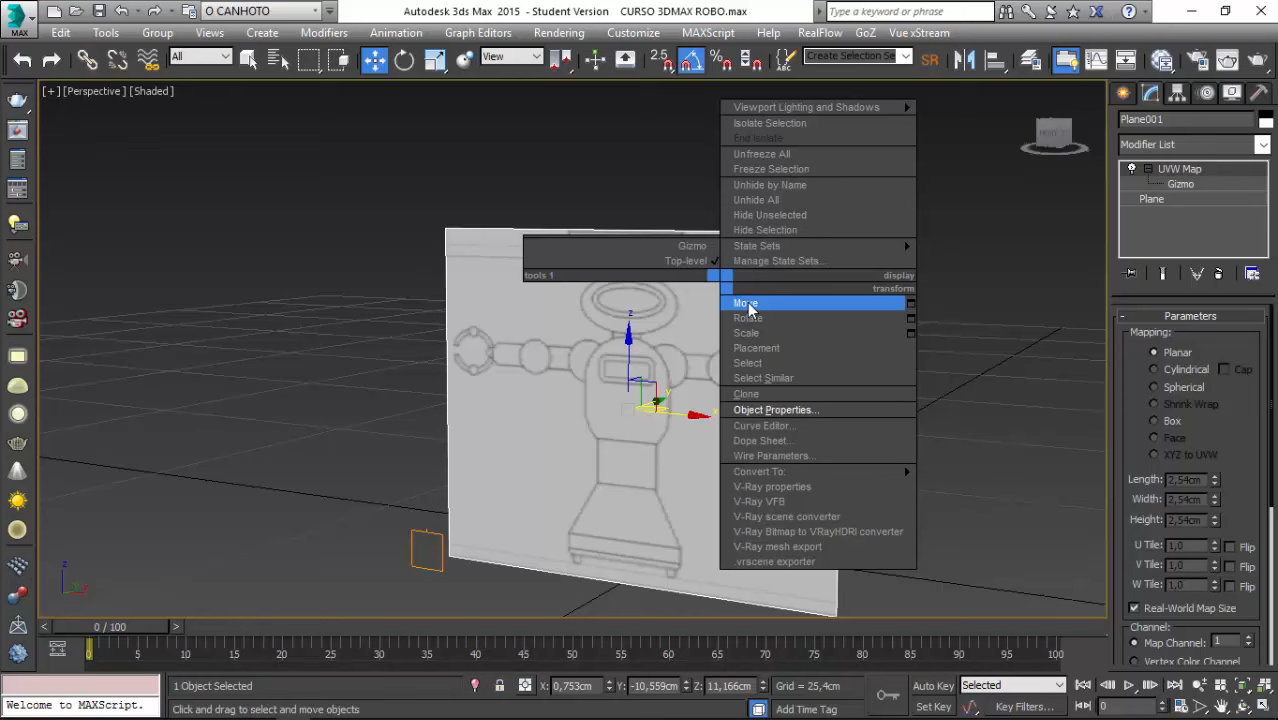 O CANHOTO
Autodesk 3ds Max 2015 - Student Version
CURSO 3DMAX ROBO.max
Type a keyword or phrase
MAX
Edit
Tools
Group
Views
Create
Modifiers
Animation
Graph Editors
Rendering
Customize
MAXScript
Help
RealFlow
GoZ
Vue xStream
All
View
2.5
Create Selection Se
SR
[+] [Perspective] [Shaded]
Viewport Lighting and Shadows
Isolate Selection
End Isolate
Unfreeze All
Freeze Selection
Unhide by Name
Unhide All
Hide Unselected
Hide Selection
State Sets
Manage State Sets...
Gizmo
Top-level
tools 1
display
transform
Move
Rotate
Scale
Placement
Select
Select Similar
Clone
Object Properties...
Curve Editor...
Dope Sheet...
Wire Parameters...
Convert To:
V-Ray properties
V-Ray VFB
V-Ray scene converter
V-Ray Bitmap to VRayHDRI converter
V-Ray mesh export
.vrscene exporter
z
x
z
Plane001
Modifier List
UVW Map
Gizmo
Plane
Parameters
Mapping:
Planar
Cylindrical
Cap
Spherical
Shrink Wrap
Box
Face
XYZ to UVW
Length: 2,54cm
Width: 2,54cm
Height: 2,54cm
U Tile: 1,0 Flip
V Tile: 1,0 Flip
W Tile: 1,0 Flip
Real-World Map Size
Channel:
Map Channel: 1
Vertex Color Channel
0 / 100
0 5 10 15 20 25 30 35 40 45 50 55 60 65 70 75 80 85 90 95 100
1 Object Selected
X: 0,753cm
Y: -10,559cm
Z: 11,166cm
Grid = 25,4cm
Auto Key
Selected
Welcome to MAXScript.
Click and drag to select and move objects
Add Time Tag
Set Key
Key Filters...
0